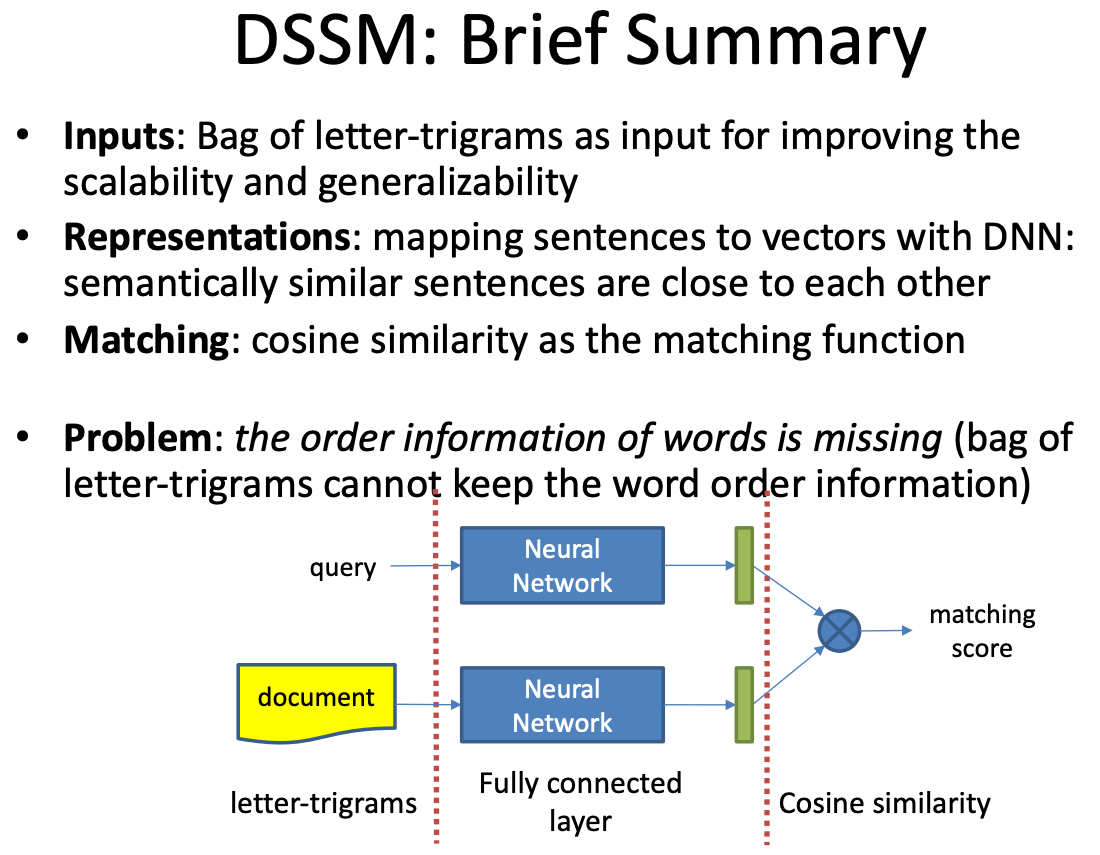 DSSM: Brief Summary
• Inputs: Bag of letter-trigrams as input for improving the
scalability and generalizability
• Representations: mapping sentences to vectors with DNN:
semantically similar sentences are close to each other
• Matching: cosine similarity as the matching function
• Problem: the order information of words is missing (bag of
letter-trigrams cannot keep the word order information)
query
Neural
Network
matching
score
document
Neural
Network
letter-trigrams
Fully connected
layer
Cosine similarity